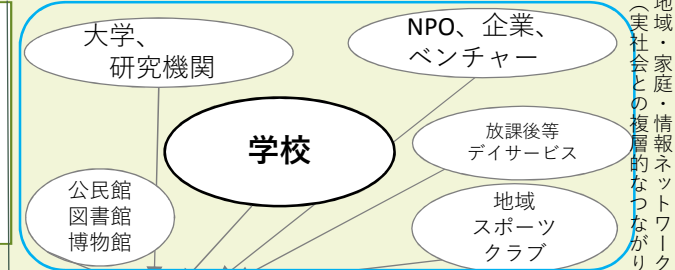 大学、
研究機関
NPO、企業、
ベンチャー
学校
放課後等
デイサービス
公民館
図書館
博物館
地域
スポーツ
クラブ
地域・家庭・情報ネットワーク
（実社会との複層的なつながり